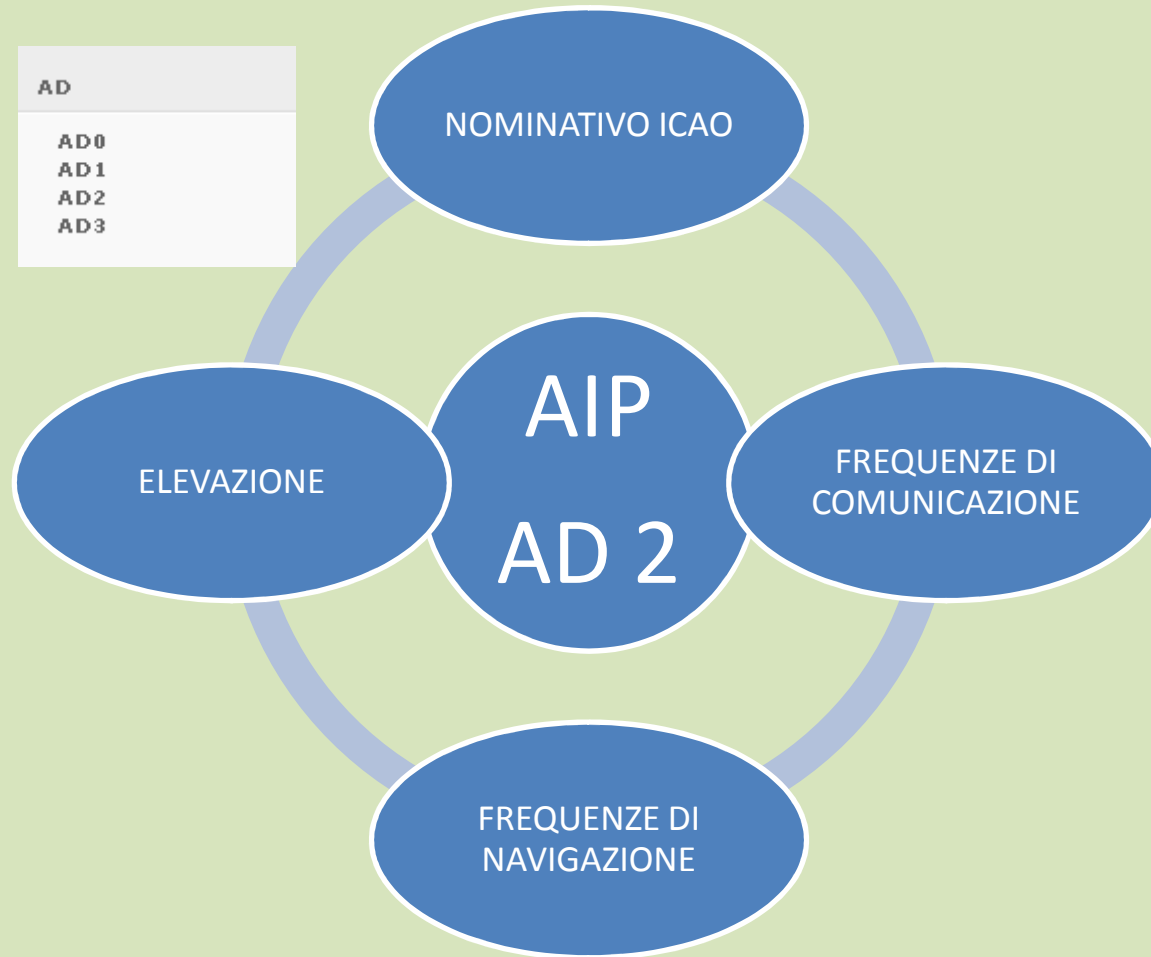 AD
AD0
AD1
AD2
AD3
NOMINATIVO ICAO
AIP
AD 2
ELEVAZIONE
FREQUENZE DI
COMUNICAZIONE
FREQUENZE DI
NAVIGAZIONE